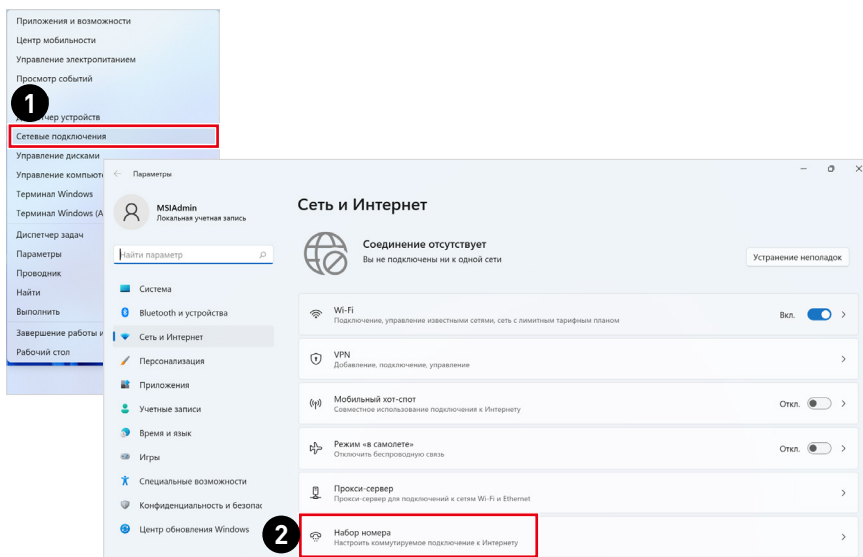 Приложения и возможности
Центр мобильности
Управление электропитанием
Просмотр событий
1
тчер устройств
Сетевые подключения
Управление дисками
Управление компьют
Терминал Windows
Терминал Windows (А
Диспетчер задач
Параметры
Проводник
Найти
Выполнить
Завершение работы и
Рабочий стол
Параметры
MSIAdmin
Локальная учетная запись
Найти параметр
Система
Bluetooth и устройства
Сеть и Интернет
Персонализация
Приложения
Учетные записи
Время и язык
Игры
Специальные возможности
Конфиденциальность и безопас
Центр обновления Windows
Сеть и Интернет
Соединение отсутствует
Вы не подключены ни к одной сети
Устранение неполадок
Wi-Fi
Подключение, управление известными сетями, сеть с лимитным тарифным планом
Вкл.
VPN
Добавление, подключение, управление
Мобильный хот-спот
Совместное использование подключения к Интернету
Откл.
Режим «в самолете»
Отключить беспроводную связь
Откл.
Прокси-сервер
Прокси-сервер для подключений к сетям Wi-Fi и Ethernet
2
Набор номера
Настроить коммутируемое подключение к Интернету